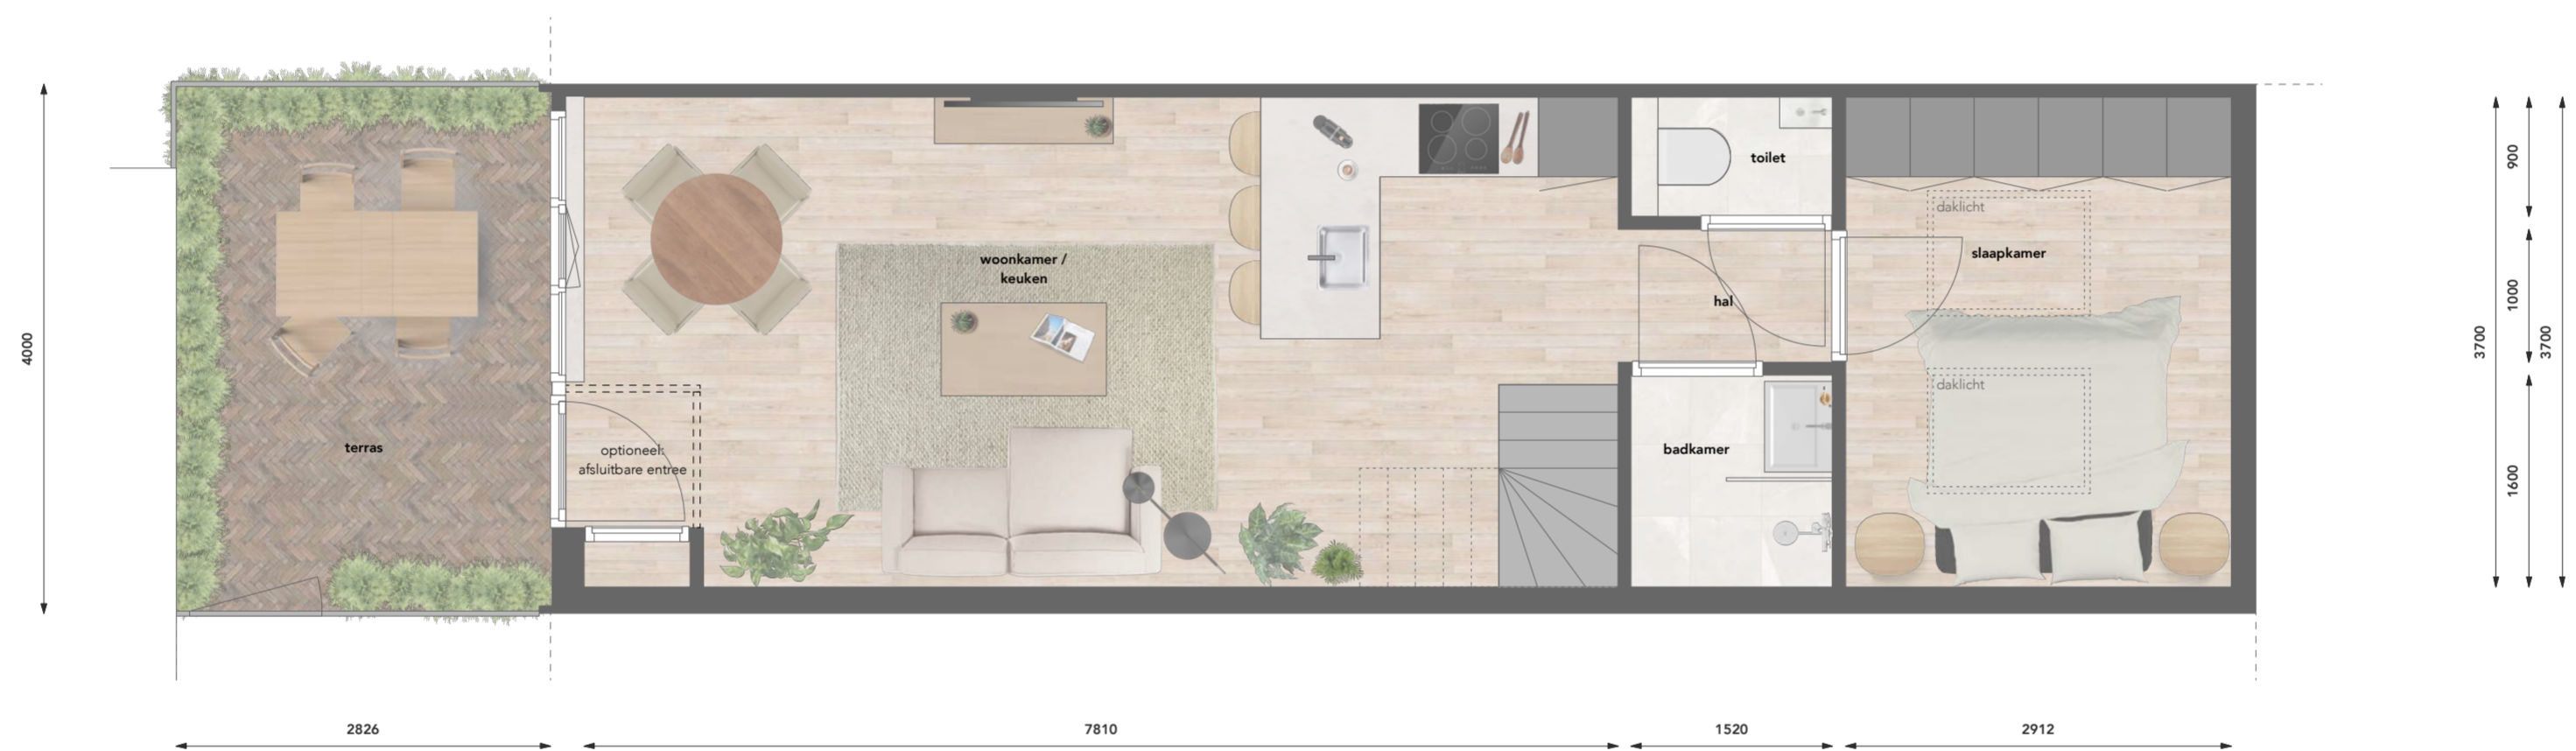 toilet
daklicht
slaapkamer
woonkamer /
keuken
hal
daklicht
terras
optioneel:
afsluitbare entree
badkamer
4000
900
1000
1600
3700
3700
2826
7810
1520
2912